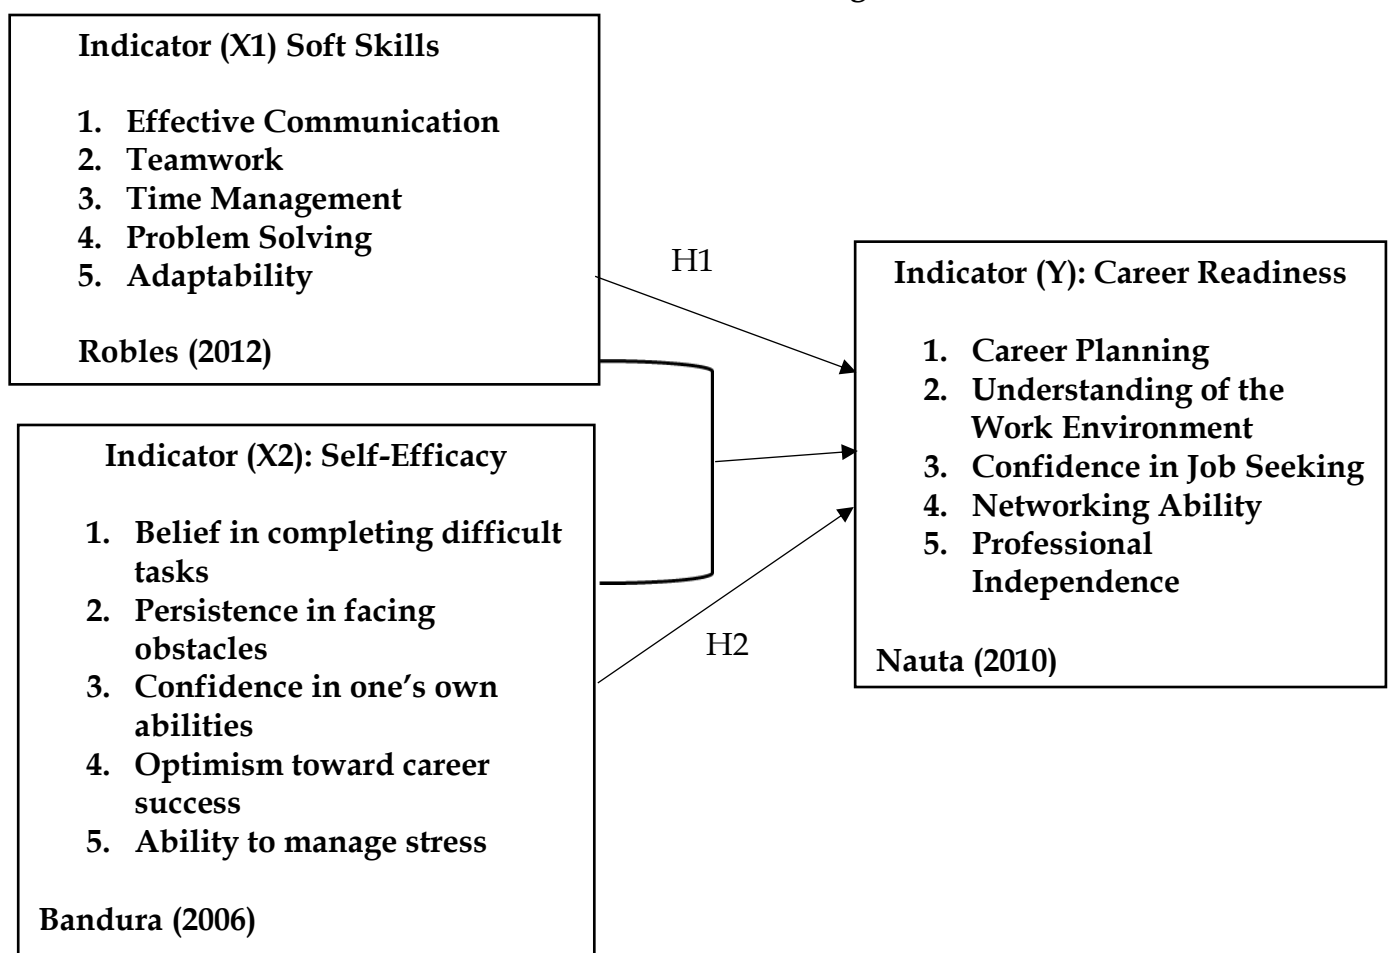 Indicator (X1) Soft Skills
1. Effective Communication
2. Teamwork
3. Time Management
4. Problem Solving
5. Adaptability
Robles (2012)
Indicator (X2): Self-Efficacy
1. Belief in completing difficult
tasks
2. Persistence in facing
obstacles
3. Confidence in one's own
abilities
4. Optimism toward career
success
5. Ability to manage stress
Bandura (2006)
H1
H2
Indicator (Y): Career Readiness
1. Career Planning
2. Understanding of the
Work Environment
3. Confidence in Job Seeking
4. Networking Ability
5. Professional
Independence
Nauta (2010)